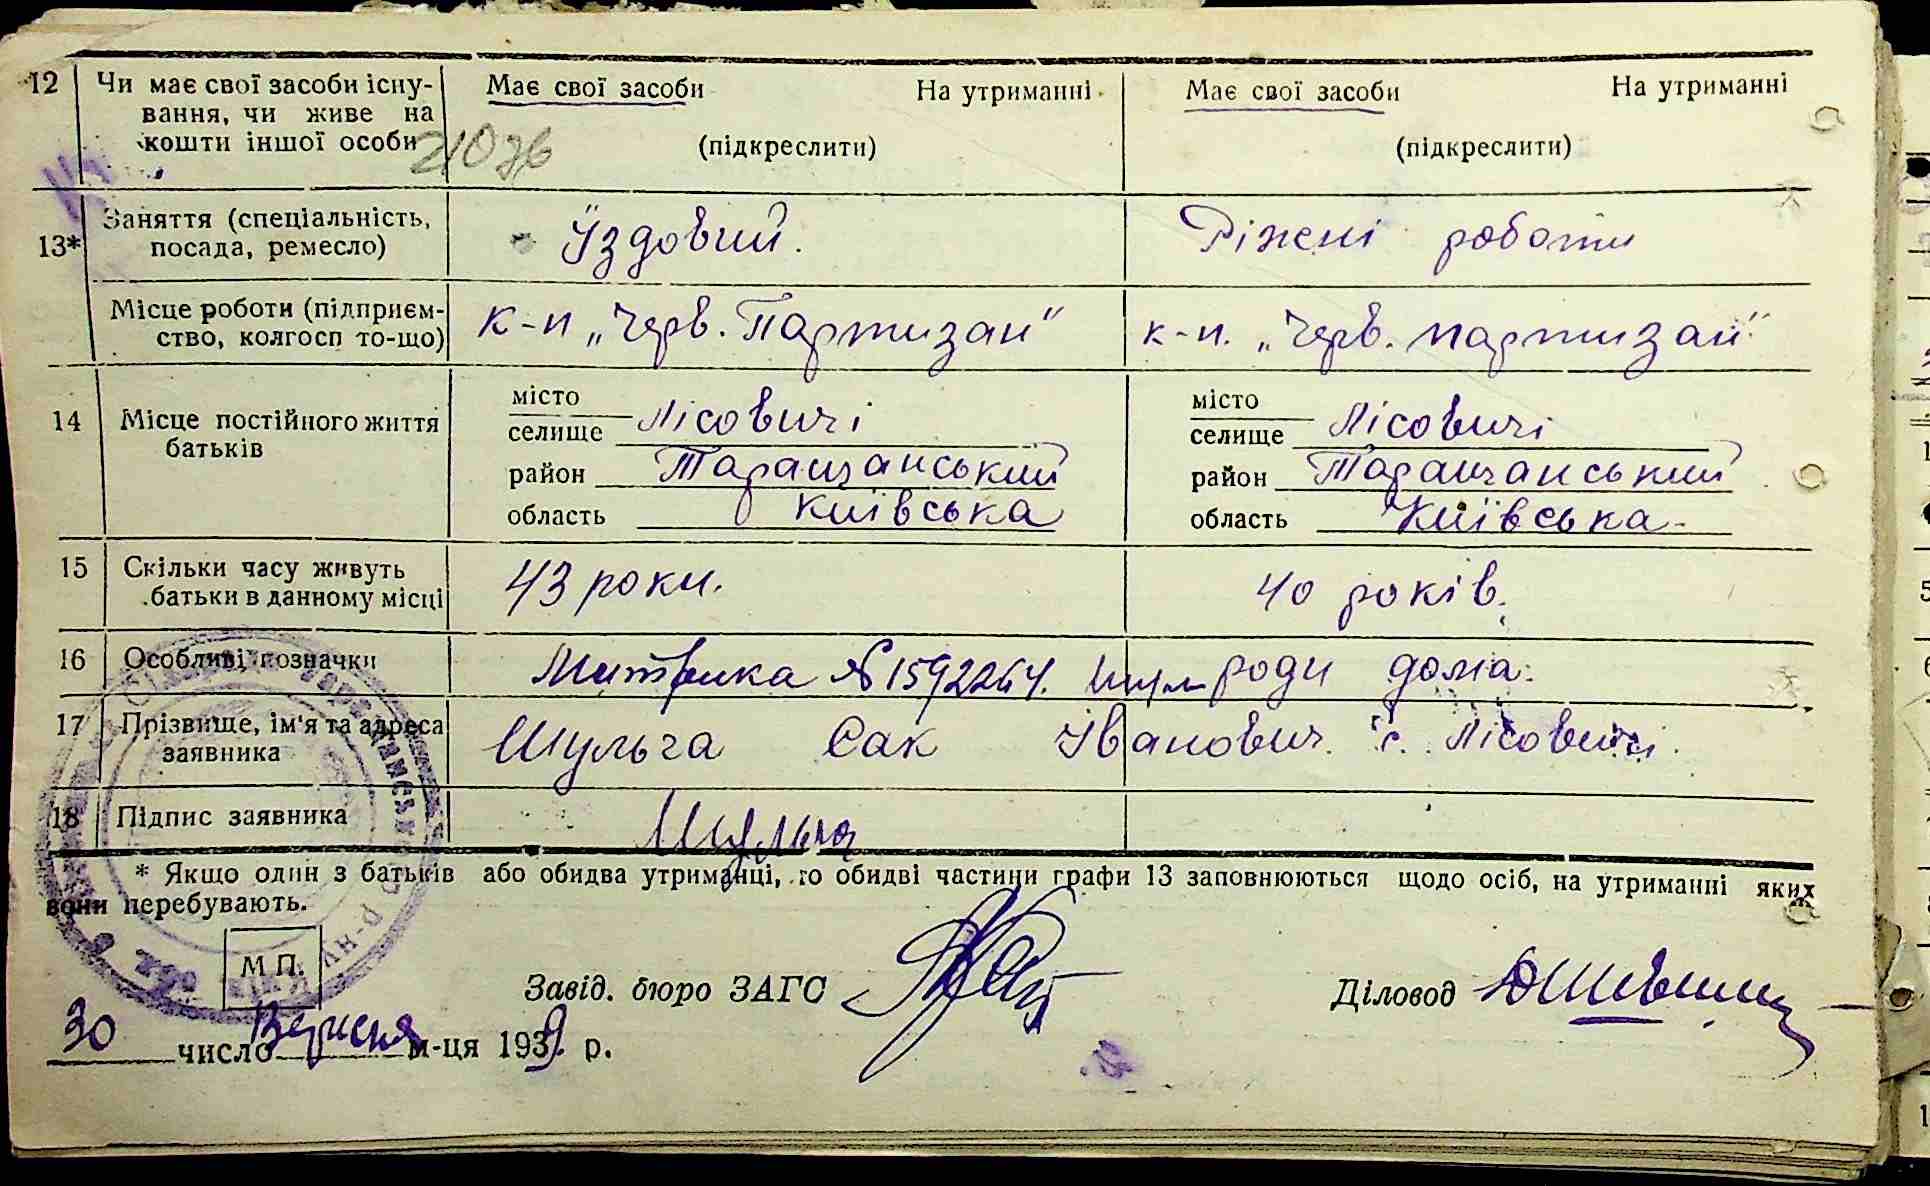 12 Чи має свої засоби існу- Має свої засоби На утриманні Має свої засоби На утриманні
вання, чи живе на
кошти іншої особи (підкреслити) (підкреслити)
Заняття (спеціальність, Їздовий. Ріжні роботи
13* посада, ремесло)
Місце роботи (підприєм- к-п „Черв. Партизан“ к-п. „Черв. партизан“
ство, колгосп то-що)
місто місто
14 Місце постійного життя селище Лісовичі селище Лісовичі
батьків район Таращанський район Таращанський
область Київська область Київська
15 Скільки часу живуть 43 роки. 40 років.
батьки в данному місці
16 Особливі позначки №1592264. роди дома.
17 Прізвище, ім'я та адреса Шульга Сак Іванович. с. Лісовичі.
заявника
18 Підпис заявника Шульга
* Якщо один з батьків або обидва утриманці, то обидві частини графи 13 заповнюються щодо осіб, на утриманні яких
вони перебувають.
М П.
Завід. бюро ЗАГС Діловод
30 число Вересня м-ця 1939 р.